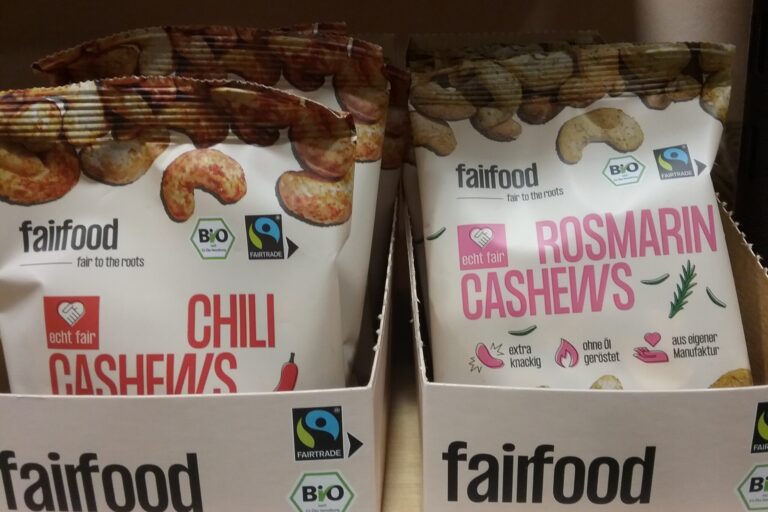 fairfood
fair to the roots
BIO
FAIRTRADE
echt fair
CHILI
CASHEWS
fairfood
FAIRTRADE
BIO
fairfood
fair to the roots
BIO
FAIRTRADE
echt fair
ROSMARIN
CASHEWS
extra
knackig
ohne Öl
geröstet
aus eigener
Manufaktur
fairfood
BI